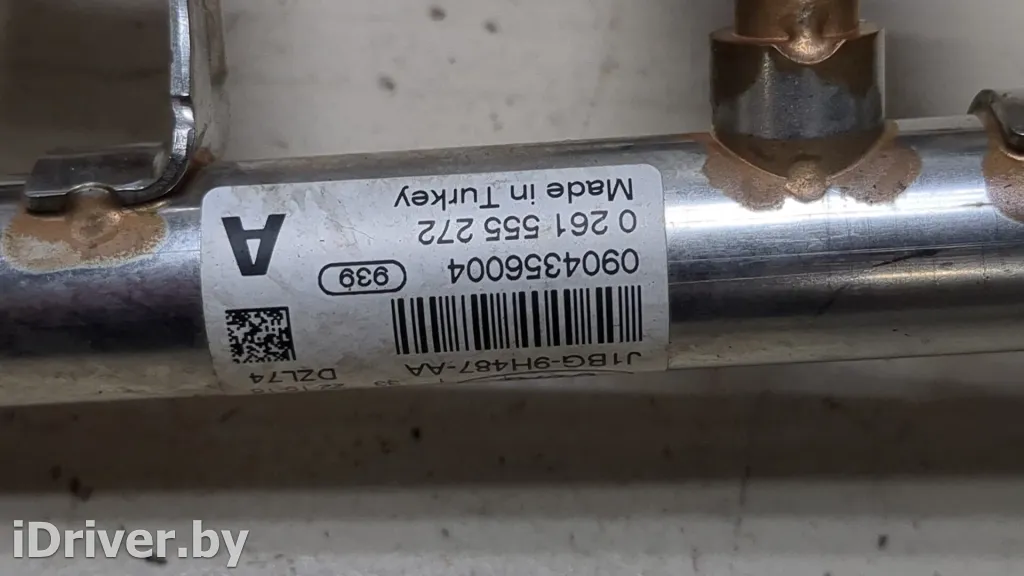 J1BG-9H487-AA
DZL74
0904356004
939
0 261 555 272
Made in Turkey
A
iDriver.by